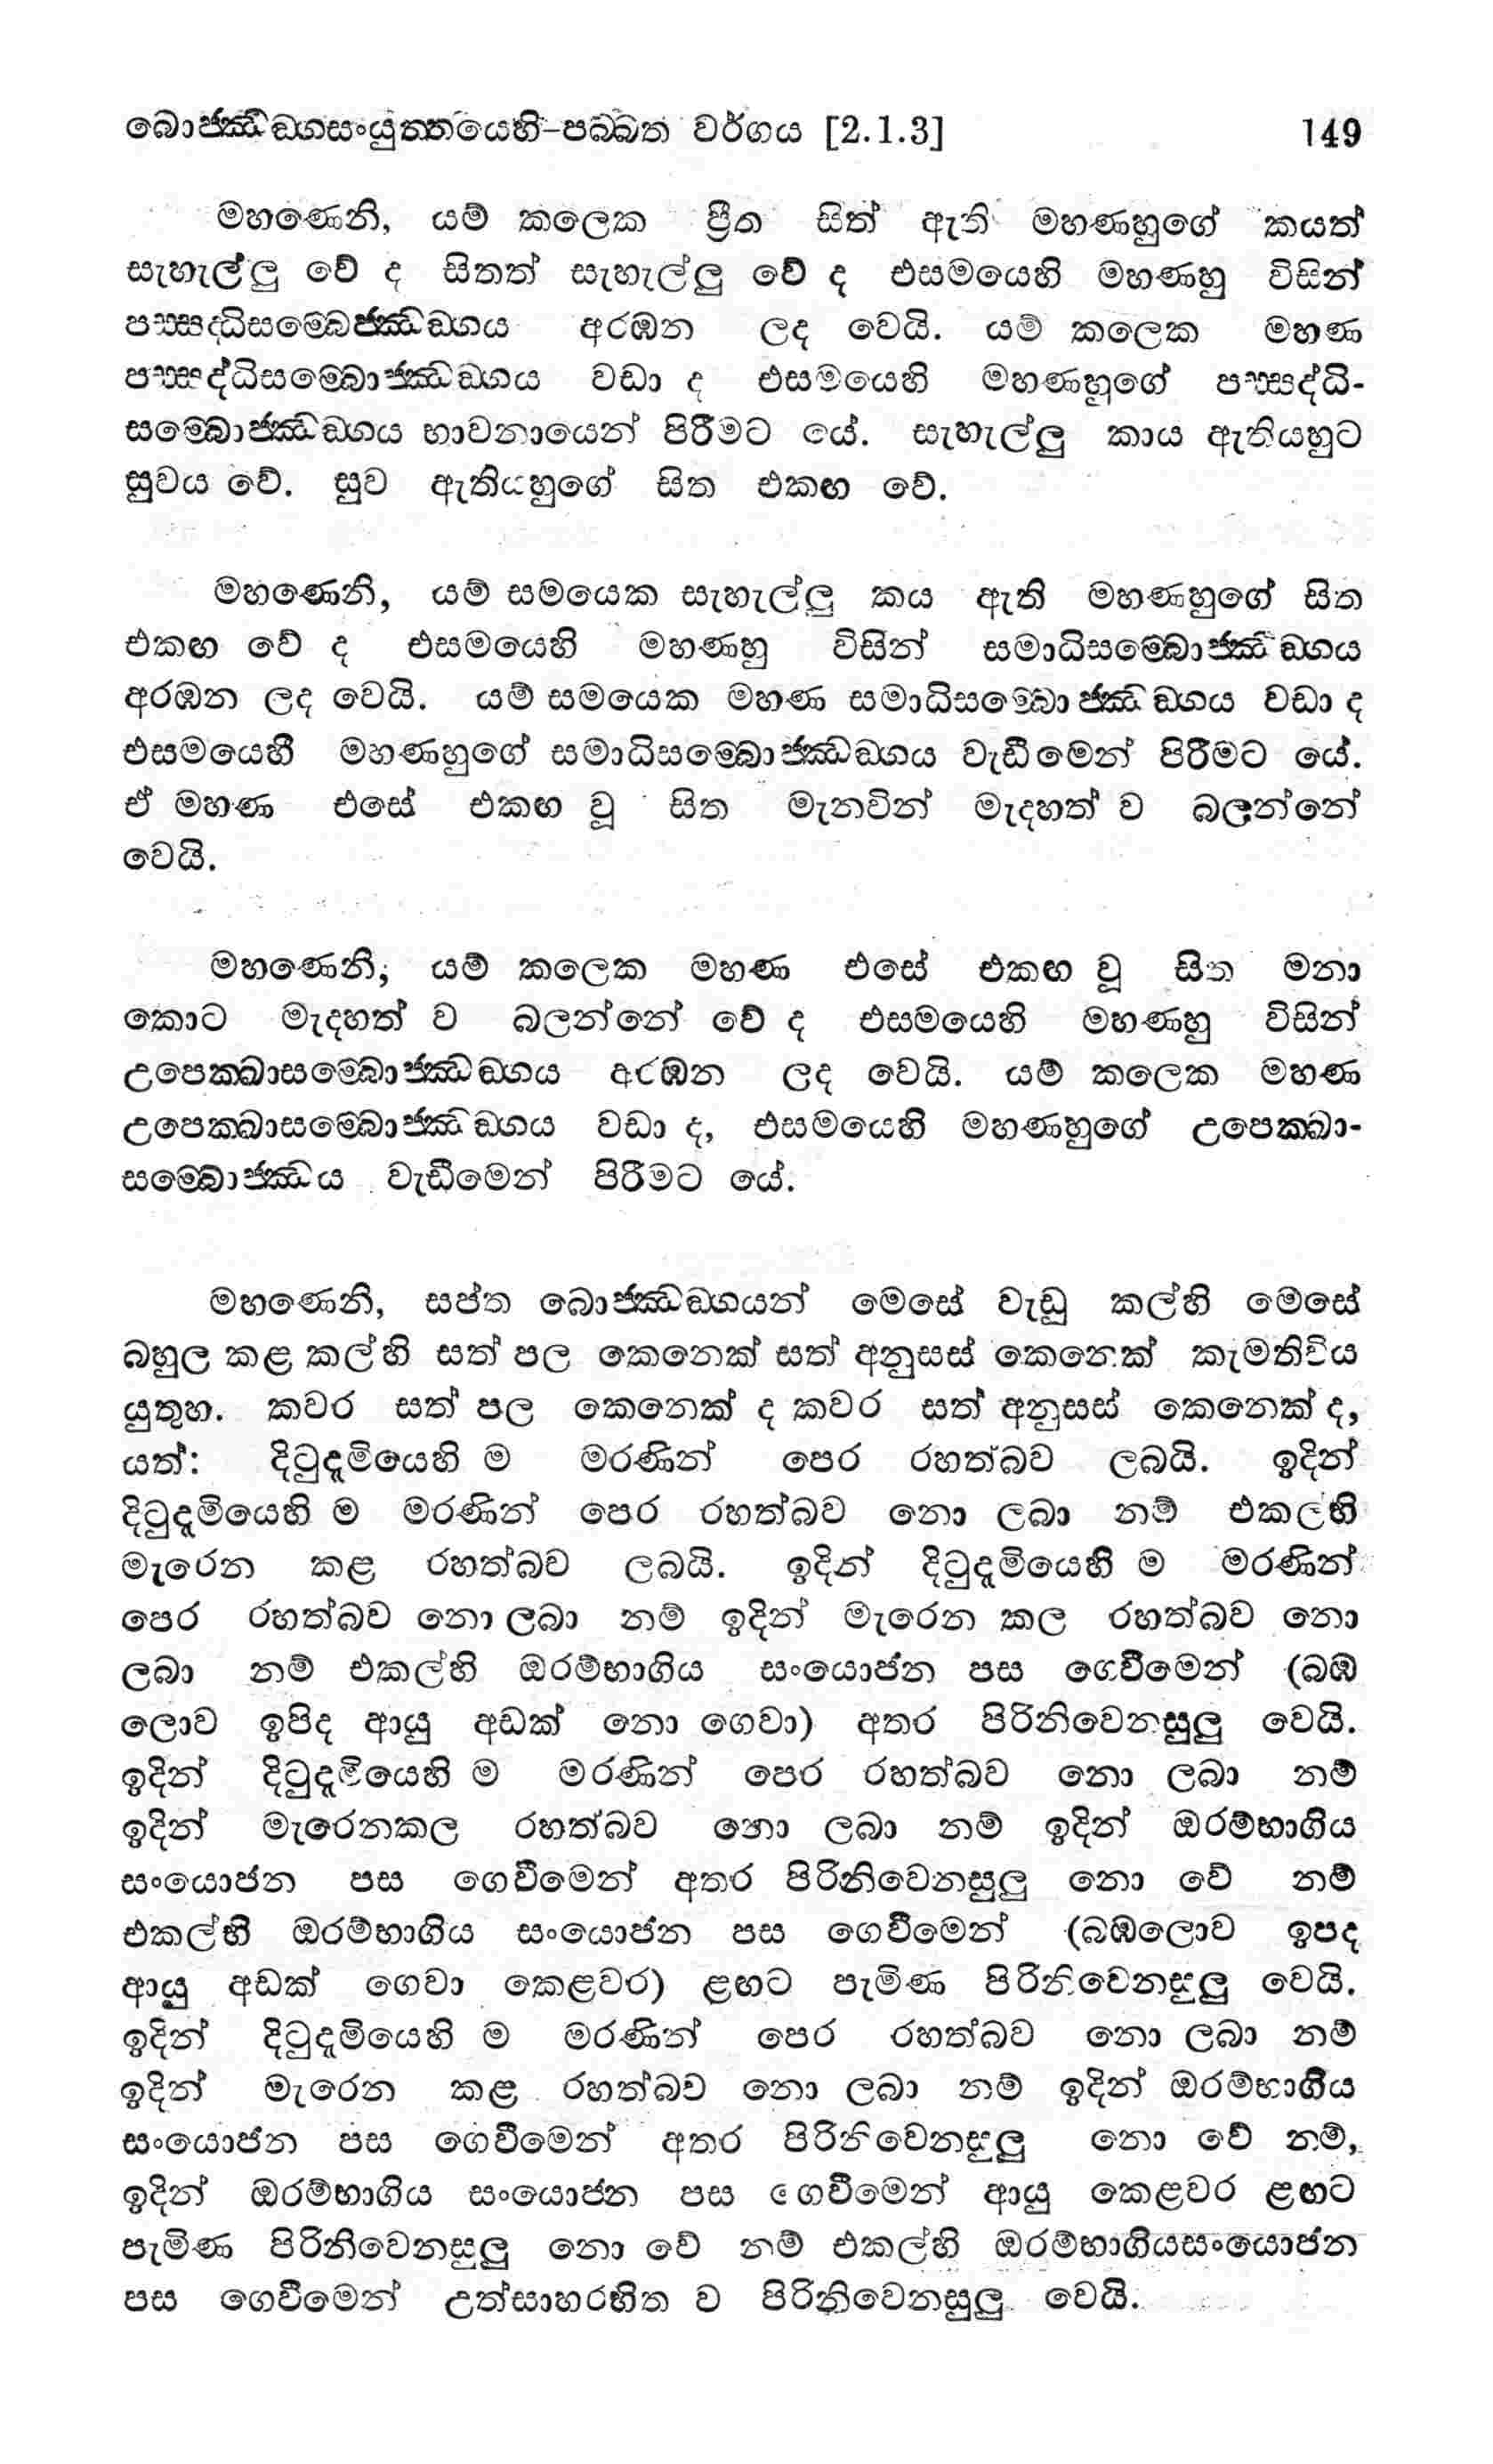 බොජ්ඣඞ්ගසංයුත්තයෙහි-පබ්බත වර්ගය [2.1.3] 149
මහණෙනි, යම් කලෙක ප්‍රීත සිත් ඇති මහණහුගේ කයත්
සැහැල්ලු වේ ද සිතත් සැහැල්ලු වේ ද එසමයෙහි මහණහු විසින්
පස්සද්ධිසම්බොජ්ඣඞ්ගය අරඹන ලද වෙයි. යම් කලෙක මහණ
පස්සද්ධිසම්බොජ්ඣඞ්ගය වඩා ද එසමයෙහි මහණහුගේ පස්සද්ධි-
සම්බොජ්ඣඞ්ගය භාවනායෙන් පිරීමට යේ. සැහැල්ලු කාය ඇතියහුට
සුවය වේ. සුව ඇතියහුගේ සිත එකඟ වේ.
මහණෙනි, යම් සමයෙක සැහැල්ලු කය ඇති මහණහුගේ සිත
එකඟ වේ ද එසමයෙහි මහණහු විසින් සමාධිසම්බොජ්ඣඞ්ගය
අරඹන ලද වෙයි. යම් සමයෙක මහණ සමාධිසම්බොජ්ඣඞ්ගය වඩා ද
එසමයෙහි මහණහුගේ සමාධිසම්බොජ්ඣඞ්ගය වැඩීමෙන් පිරීමට යේ.
ඒ මහණ එසේ එකඟ වූ සිත මැනවින් මැදහත් ව බලන්නේ
වෙයි.
මහණෙනි, යම් කලෙක මහණ එසේ එකඟ වූ සිත මනා
කොට මැදහත් ව බලන්නේ වේ ද එසමයෙහි මහණහු විසින්
උපෙක්ඛාසම්බොජ්ඣඞ්ගය අරඹන ලද වෙයි. යම් කලෙක මහණ
උපෙක්ඛාසම්බොජ්ඣඞ්ගය වඩා ද, එසමයෙහි මහණහුගේ උපෙක්ඛා-
සම්බොජ්ඣය වැඩීමෙන් පිරීමට යේ.
මහණෙනි, සප්ත බොජ්ඣඞ්ගයන් මෙසේ වැඩු කල්හි මෙසේ
බහුල කළ කල්හි සත් පල කෙනෙක් සත් අනුසස් කෙනෙක් කැමතිවිය
යුතුහ. කවර සත් පල කෙනෙක් ද කවර සත් අනුසස් කෙනෙක් ද,
යත්: දිටුදැමියෙහි ම මරණින් පෙර රහත්බව ලබයි. ඉදින්
දිටුදැමියෙහි ම මරණින් පෙර රහත්බව නො ලබා නම් එකල්හි
මැරෙන කළ රහත්බව ලබයි. ඉදින් දිටුදැමියෙහි ම මරණින්
පෙර රහත්බව නො ලබා නම් ඉදින් මැරෙන කල රහත්බව නො
ලබා නම් එකල්හි ඔරම්භාගිය සංයොජන පස ගෙවීමෙන් (බඹ
ලොව ඉපිද ආයු අඩක් නො ගෙවා) අතර පිරිනිවෙනසුලු වෙයි.
ඉදින් දිටුදැමියෙහි ම මරණින් පෙර රහත්බව නො ලබා නම්
ඉදින් මැරෙනකල රහත්බව නො ලබා නම් ඉදින් ඔරම්භාගිය
සංයොජන පස ගෙවීමෙන් අතර පිරිනිවෙනසුලු නො වේ නම්
එකල්හි ඔරම්භාගිය සංයොජන පස ගෙවීමෙන් (බඹලොව ඉපද
ආයු අඩක් ගෙවා කෙළවර) ළඟට පැමිණ පිරිනිවෙනසුලු වෙයි.
ඉදින් දිටුදැමියෙහි ම මරණින් පෙර රහත්බව නො ලබා නම්
ඉදින් මැරෙන කළ රහත්බව නො ලබා නම් ඉදින් ඔරම්භාගිය
සංයොජන පස ගෙවීමෙන් අතර පිරිනිවෙනසුලු නො වේ නම්,
ඉදින් ඔරම්භාගිය සංයොජන පස ගෙවීමෙන් ආයු කෙළවර ළඟට
පැමිණ පිරිනිවෙනසුලු නො වේ නම් එකල්හි ඔරම්භාගියසංයොජන
පස ගෙවීමෙන් උත්සාහරහිත ව පිරිනිවෙනසුලු වෙයි.